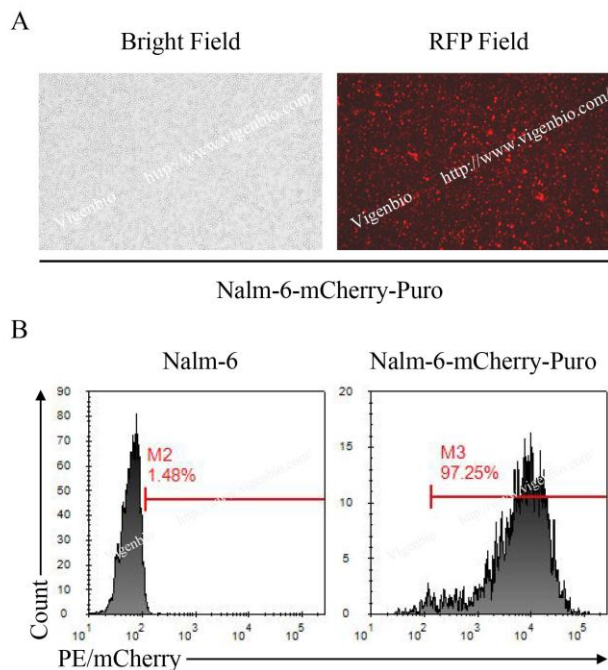 A
Bright Field
RFP Field
Vigenbio http://www.vigenbio.com/
Vigenbio http://www.vigenbio.com/
Nalm-6-mCherry-Puro
B
Nalm-6
Nalm-6-mCherry-Puro
90
80
70
60
50
40
30
20
10
0
M2
1.48%
10¹ 10² 10³ 10⁴ 10⁵
20
15
10
5
0
M3
97.25%
10¹ 10² 10³ 10⁴ 10⁵
Vigenbio
Vigenbio
Count
PE/mCherry